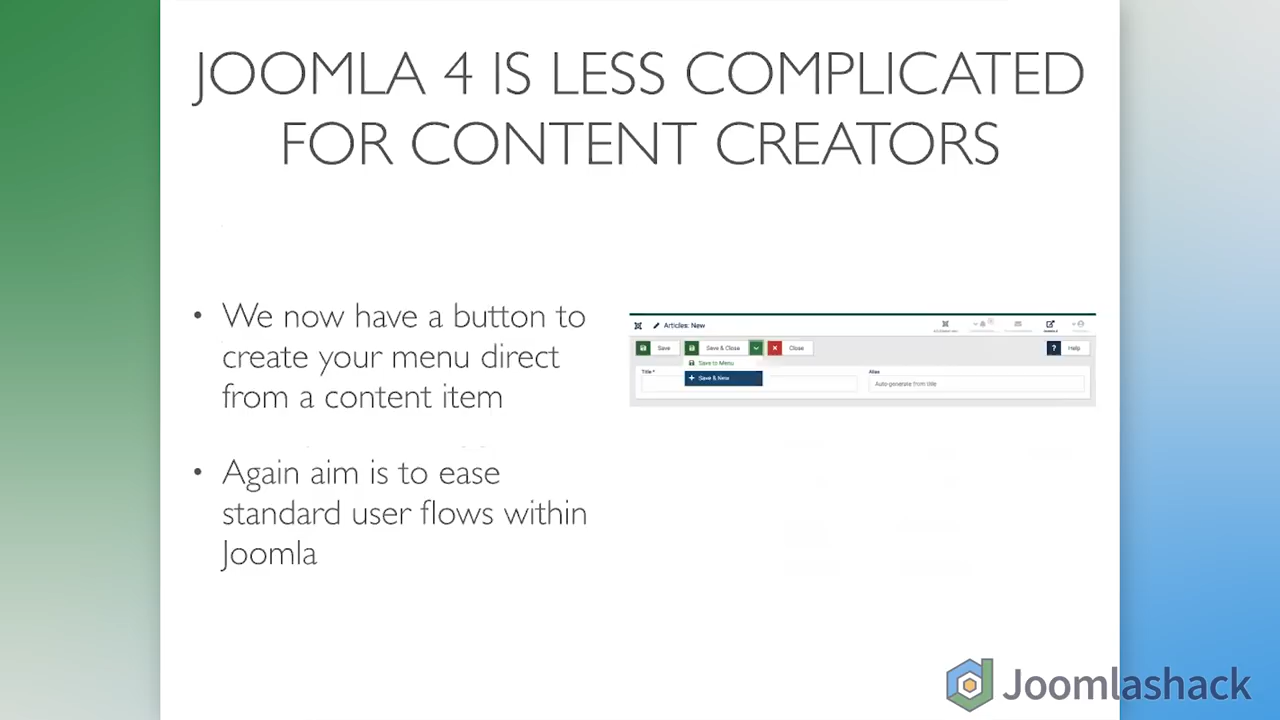 JOOMLA 4 IS LESS COMPLICATED
FOR CONTENT CREATORS
• We now have a button to
create your menu direct
from a content item
• Again aim is to ease
standard user flows within
Joomla
Articles: New
Save
Save & Close
Close
? Help
Save to Menu
+ Save & New
Title *
Alias
Auto-generate from title
Joomlashack